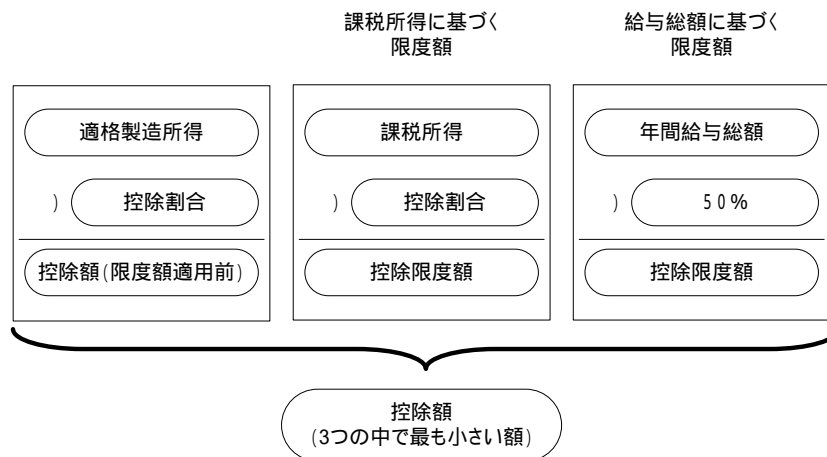 課税所得に基づく
限度額
給与総額に基づく
限度額
適格製造所得
) 控除割合
控除額(限度額適用前)
課税所得
) 控除割合
控除限度額
年間給与総額
) 50%
控除限度額
控除額
(3つの中で最も小さい額)